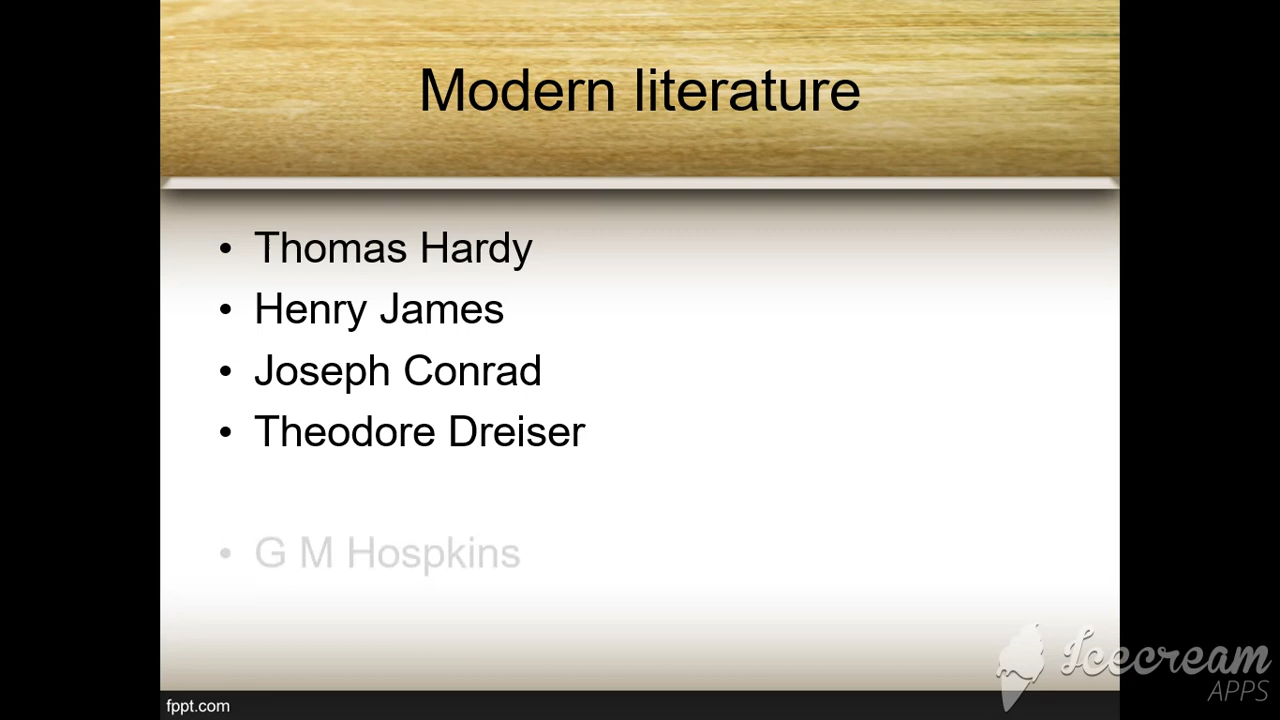 Modern literature
• Thomas Hardy
• Henry James
• Joseph Conrad
• Theodore Dreiser
• G M Hospkins
Icecream
APPS
fppt.com